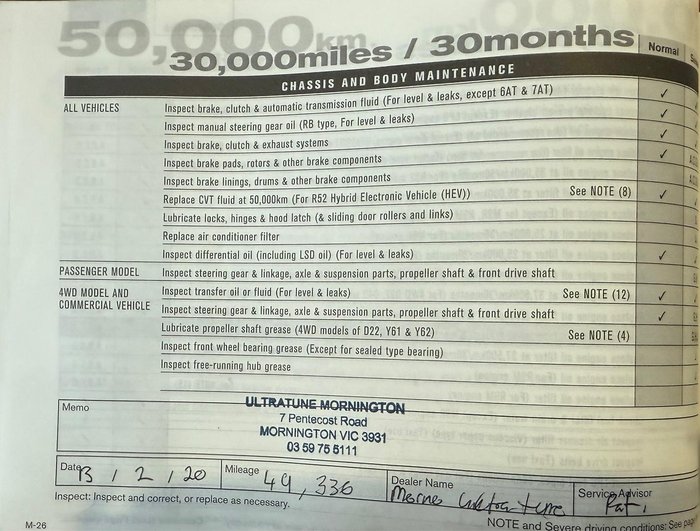 50,000km
30,000miles / 30months
Normal
CHASSIS AND BODY MAINTENANCE
ALL VEHICLES
Inspect brake, clutch & automatic transmission fluid (For level & leaks, except 6AT & 7AT) ✓
Inspect manual steering gear oil (RB type, For level & leaks) ✓
Inspect brake, clutch & exhaust systems ✓
Inspect brake pads, rotors & other brake components ✓
Inspect brake linings, drums & other brake components
Replace CVT fluid at 50,000km (For R52 Hybrid Electronic Vehicle (HEV)) See NOTE (8) ✓
Lubricate locks, hinges & hood latch (& sliding door rollers and links)
Replace air conditioner filter
Inspect differential oil (including LSD oil) (For level & leaks) ✓
PASSENGER MODEL Inspect steering gear & linkage, axle & suspension parts, propeller shaft & front drive shaft
4WD MODEL AND COMMERCIAL VEHICLE
Inspect transfer oil or fluid (For level & leaks) See NOTE (12) ✓
Inspect steering gear & linkage, axle & suspension parts, propeller shaft & front drive shaft ✓
Lubricate propeller shaft grease (4WD models of D22, Y61 & Y62) See NOTE (4)
Inspect front wheel bearing grease (Except for sealed type bearing)
Inspect free-running hub grease
Memo
ULTRATUNE MORNINGTON
7 Pentecost Road
MORNINGTON VIC 3931
03 59 75 5111
Date 13 / 2 / 20 Mileage 49,336 Dealer Name Service Advisor
Inspect: Inspect and correct, or replace as necessary.
NOTE and Severe driving conditions: See
M-26